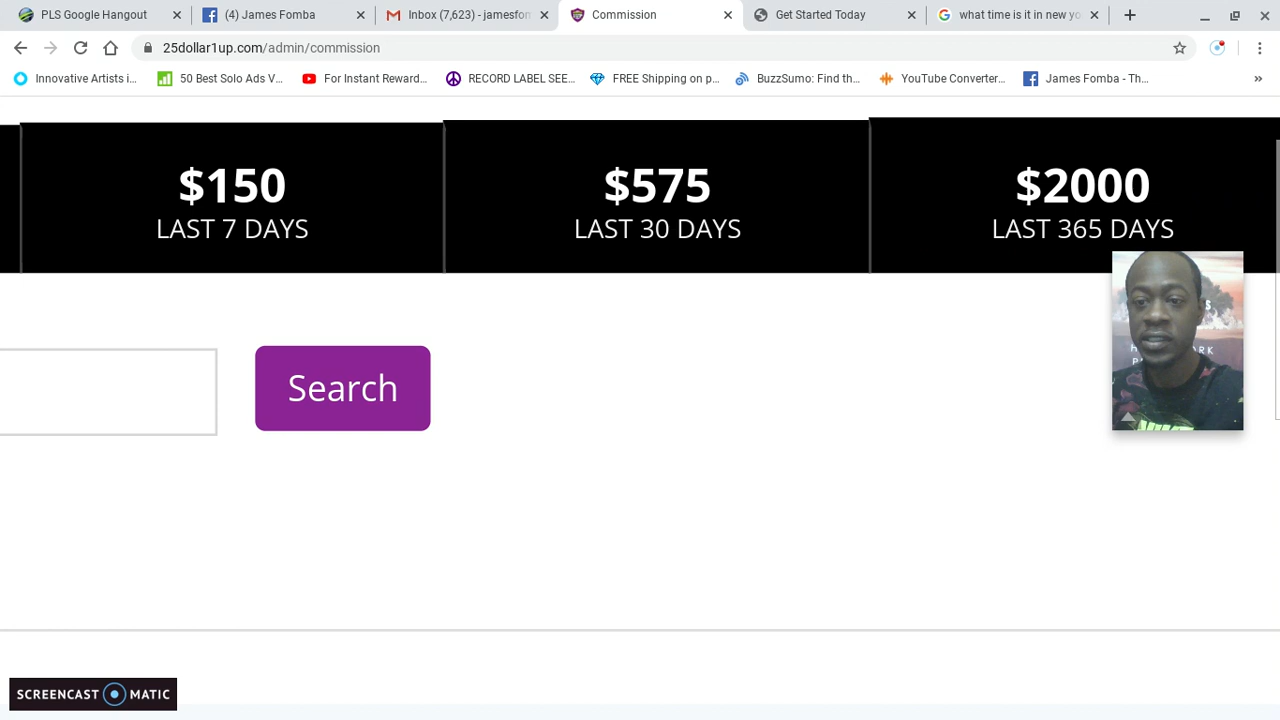 PLS Google Hangout
(4) James Fomba
Inbox (7,623) - jamesfon
Commission
Get Started Today
what time is it in new yo
25dollar1up.com/admin/commission
Innovative Artists i...
50 Best Solo Ads V...
For Instant Reward...
RECORD LABEL SEE...
FREE Shipping on p...
BuzzSumo: Find th...
YouTube Converter...
James Fomba - Th...
$150
LAST 7 DAYS
$575
LAST 30 DAYS
$2000
LAST 365 DAYS
Search
SCREENCAST MATIC